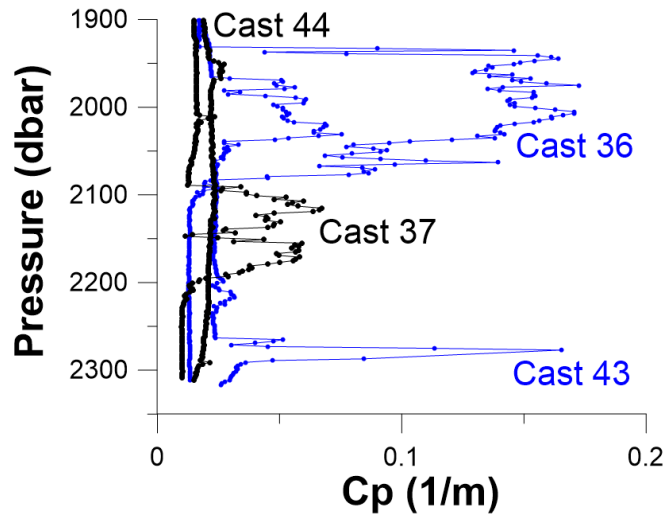 Cast 44
1900
2000
Cast 36
2100
Cast 37
2200
2300
Cast 43
Pressure (dbar)
0
0.1
0.2
Cp (1/m)